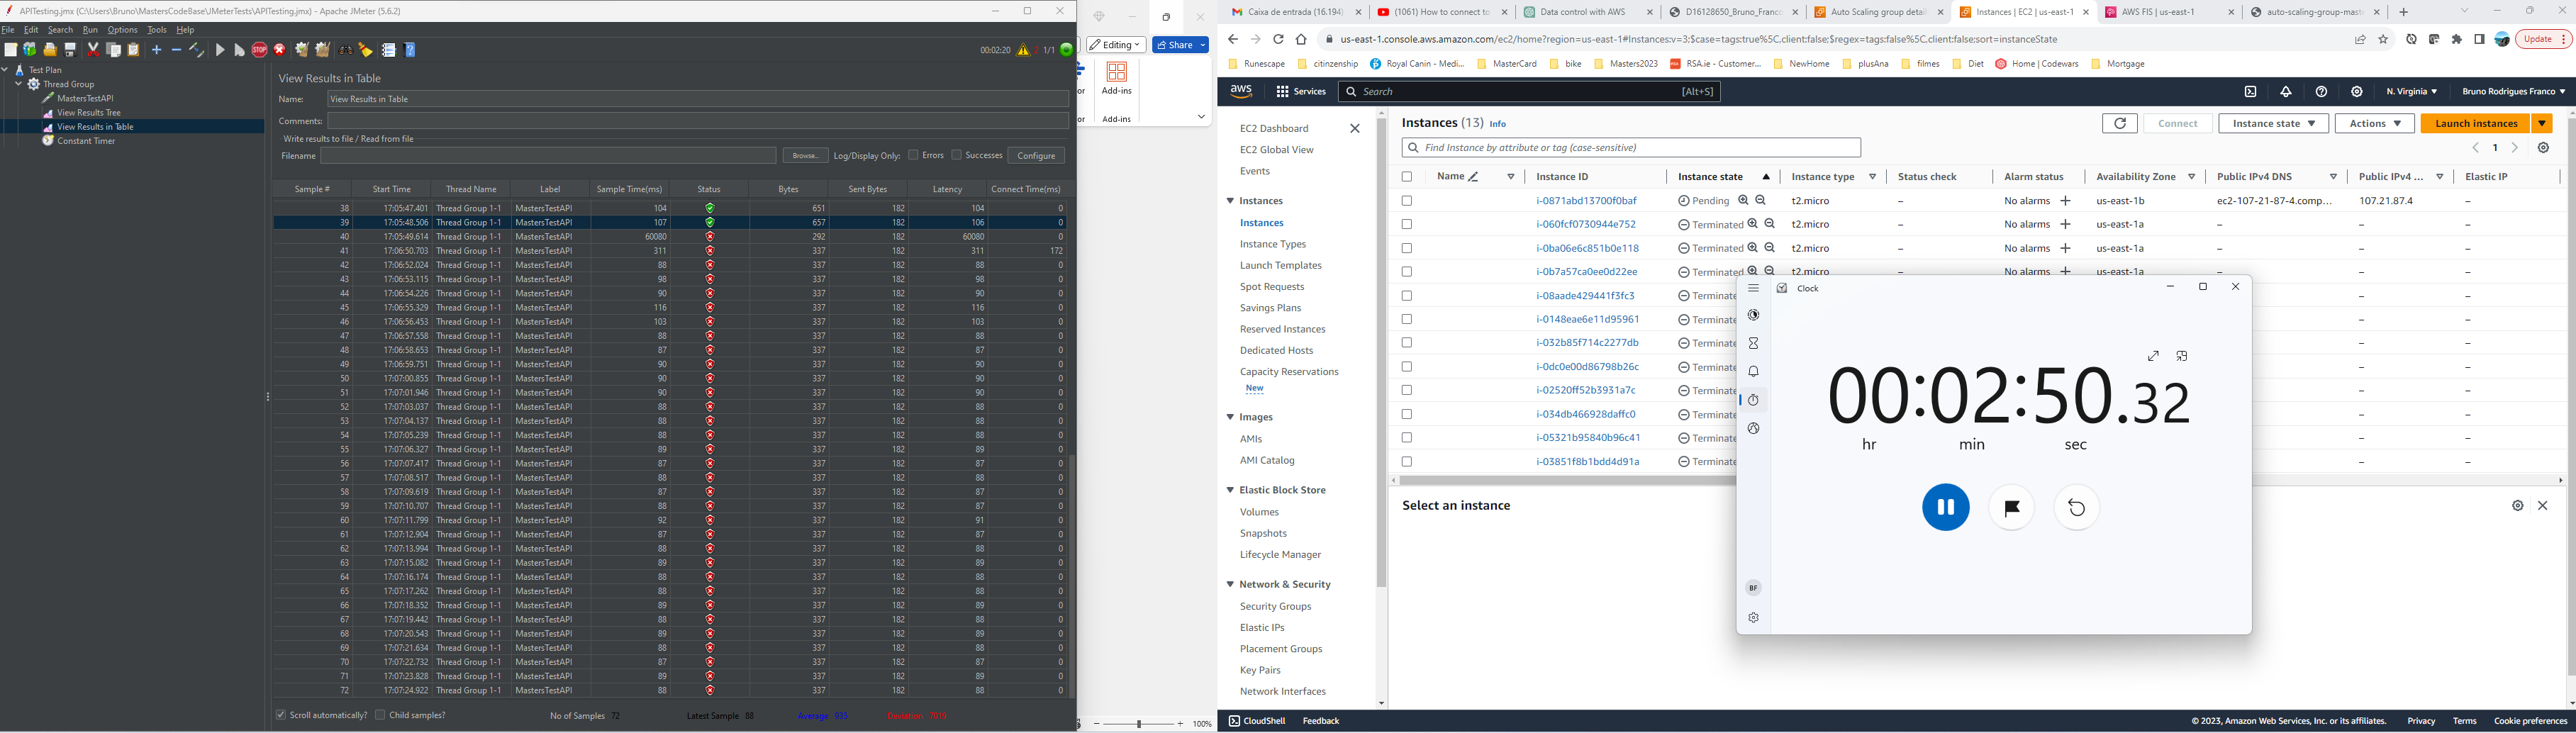 APITesting.jmx (C:\Users\Bruno\MastersCodeBase\JMeterTests\APITesting.jmx) - Apache JMeter (5.6.2)
File Edit Search Run Options Tools Help
00:02:20 1/1
Test Plan
Thread Group
MastersTestAPI
View Results Tree
View Results in Table
Constant Timer
View Results in Table
Name: View Results in Table
Comments:
Write results to file / Read from file
Filename Browse... Log/Display Only: Errors Successes Configure
Sample # Start Time Thread Name Label Sample Time(ms) Status Bytes Sent Bytes Latency Connect Time(ms)
38 17:05:47.401 Thread Group 1-1 MastersTestAPI 104 651 182 104 0
39 17:05:48.506 Thread Group 1-1 MastersTestAPI 107 657 182 106 0
40 17:05:49.614 Thread Group 1-1 MastersTestAPI 60080 292 182 60080 0
41 17:06:50.703 Thread Group 1-1 MastersTestAPI 311 337 182 311 172
42 17:06:52.024 Thread Group 1-1 MastersTestAPI 88 337 182 88 0
43 17:06:53.115 Thread Group 1-1 MastersTestAPI 98 337 182 98 0
44 17:06:54.226 Thread Group 1-1 MastersTestAPI 90 337 182 90 0
45 17:06:55.329 Thread Group 1-1 MastersTestAPI 116 337 182 116 0
46 17:06:56.453 Thread Group 1-1 MastersTestAPI 103 337 182 103 0
47 17:06:57.558 Thread Group 1-1 MastersTestAPI 88 337 182 88 0
48 17:06:58.653 Thread Group 1-1 MastersTestAPI 87 337 182 87 0
49 17:06:59.751 Thread Group 1-1 MastersTestAPI 90 337 182 90 0
50 17:07:00.855 Thread Group 1-1 MastersTestAPI 90 337 182 90 0
51 17:07:01.946 Thread Group 1-1 MastersTestAPI 90 337 182 90 0
52 17:07:03.037 Thread Group 1-1 MastersTestAPI 88 337 182 88 0
53 17:07:04.137 Thread Group 1-1 MastersTestAPI 88 337 182 88 0
54 17:07:05.239 Thread Group 1-1 MastersTestAPI 88 337 182 88 0
55 17:07:06.327 Thread Group 1-1 MastersTestAPI 89 337 182 89 0
56 17:07:07.417 Thread Group 1-1 MastersTestAPI 87 337 182 87 0
57 17:07:08.517 Thread Group 1-1 MastersTestAPI 88 337 182 88 0
58 17:07:09.619 Thread Group 1-1 MastersTestAPI 87 337 182 87 0
59 17:07:10.707 Thread Group 1-1 MastersTestAPI 88 337 182 87 0
60 17:07:11.799 Thread Group 1-1 MastersTestAPI 92 337 182 91 0
61 17:07:12.904 Thread Group 1-1 MastersTestAPI 87 337 182 87 0
62 17:07:13.994 Thread Group 1-1 MastersTestAPI 88 337 182 88 0
63 17:07:15.082 Thread Group 1-1 MastersTestAPI 89 337 182 89 0
64 17:07:16.174 Thread Group 1-1 MastersTestAPI 88 337 182 88 0
65 17:07:17.262 Thread Group 1-1 MastersTestAPI 88 337 182 88 0
66 17:07:18.352 Thread Group 1-1 MastersTestAPI 89 337 182 89 0
67 17:07:19.442 Thread Group 1-1 MastersTestAPI 88 337 182 88 0
68 17:07:20.543 Thread Group 1-1 MastersTestAPI 89 337 182 89 0
69 17:07:21.634 Thread Group 1-1 MastersTestAPI 88 337 182 88 0
70 17:07:22.732 Thread Group 1-1 MastersTestAPI 87 337 182 87 0
71 17:07:23.828 Thread Group 1-1 MastersTestAPI 89 337 182 89 0
72 17:07:24.922 Thread Group 1-1 MastersTestAPI 88 337 182 88 0
Scroll automatically? Child samples? No of Samples 72 Latest Sample 88 Average 935 Deviation 7019
Editing Share
or Add-ins
or Add-ins
100%
Caixa de entrada (16.194) (1061) How to connect to Data control with AWS D16128650_Bruno_Franco Auto Scaling group detail Instances | EC2 | us-east-1 AWS FIS | us-east-1 auto-scaling-group-maste
us-east-1.console.aws.amazon.com/ec2/home?region=us-east-1#Instances:v=3;$case=tags:true%5C,client:false;$regex=tags:false%5C,client:false;sort=instanceState Update
Runescape citinzenship Royal Canin - Medi... MasterCard bike Masters2023 RSA.ie - Customer... NewHome plusAna filmes Diet Home | Codewars Mortgage
aws Services Search [Alt+S] N. Virginia Bruno Rodrigues Franco
EC2 Dashboard
EC2 Global View
Events
Instances
Instances
Instance Types
Launch Templates
Spot Requests
Savings Plans
Reserved Instances
Dedicated Hosts
Capacity Reservations
New
Images
AMIs
AMI Catalog
Elastic Block Store
Volumes
Snapshots
Lifecycle Manager
Network & Security
Security Groups
Elastic IPs
Placement Groups
Key Pairs
Network Interfaces
Instances (13) Info Connect Instance state Actions Launch instances
Find Instance by attribute or tag (case-sensitive) 1
Name Instance ID Instance state Instance type Status check Alarm status Availability Zone Public IPv4 DNS Public IPv4 ... Elastic IP
i-0871abd13700f0baf Pending t2.micro – No alarms + us-east-1b ec2-107-21-87-4.comp... 107.21.87.4 –
i-060fcf0730944e752 Terminated t2.micro – No alarms + us-east-1a – – –
i-0ba06e6c851b0e118 Terminated t2.micro – No alarms + us-east-1a – – –
i-0b7a57ca0ee0d22ee Terminated t2.micro – No alarms + us-east-1a – – –
i-08aade429441f3fc3 Terminate – –
i-0148eae6e11d95961 Terminate – –
i-032b85f714c2277db Terminate – –
i-0dc0e00d86798b26c Terminate – –
i-02520ff52b3931a7c Terminate – –
i-034db466928daffc0 Terminate – –
i-05321b95840b96c41 Terminate – –
i-03851f8b1bdd4d91a Terminate – –
Select an instance
Clock
00:02:50.32
hr min sec
BF
CloudShell Feedback © 2023, Amazon Web Services, Inc. or its affiliates. Privacy Terms Cookie preferences